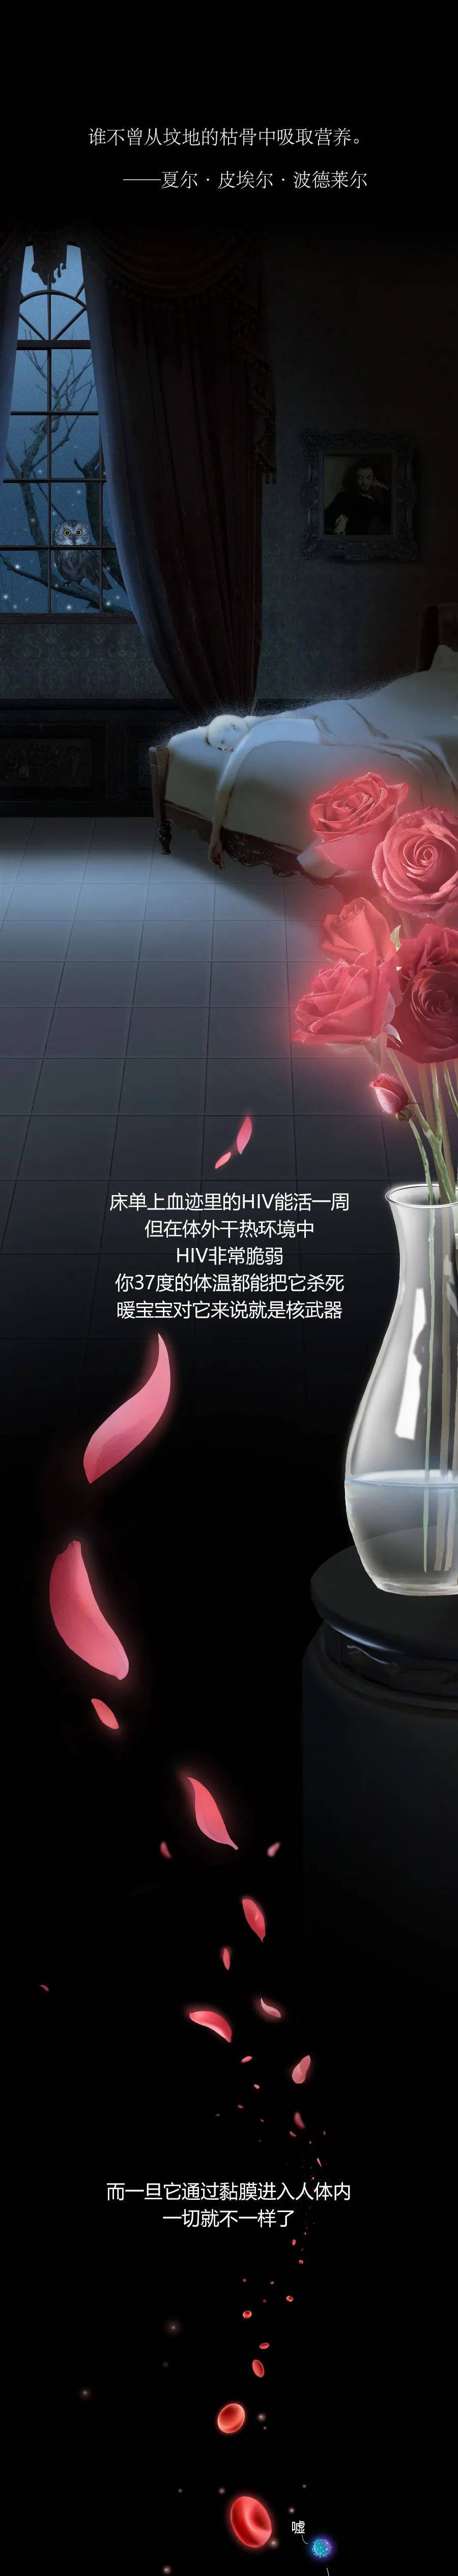 谁不曾从坟地的枯骨中吸取营养。
——夏尔·皮埃尔·波德莱尔
床单上血迹里的HIV能活一周
但在体外干热环境中
HIV非常脆弱
你37度的体温都能把它杀死
暖宝宝对它来说就是核武器
而一旦它通过黏膜进入人体内
一切就不一样了
嘘